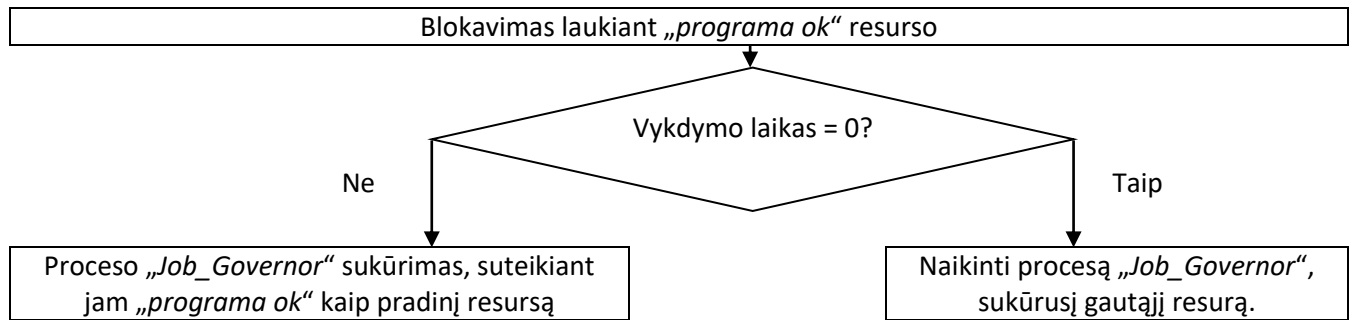 Blokavimas laukiant „programa ok“ resurso
Vykdymo laikas = 0?
Ne
Taip
Proceso „Job_Governor“ sukūrimas, suteikiant
jam „programa ok“ kaip pradinį resursą
Naikinti procesą „Job_Governor“,
sukūrusį gautąjį resurą.